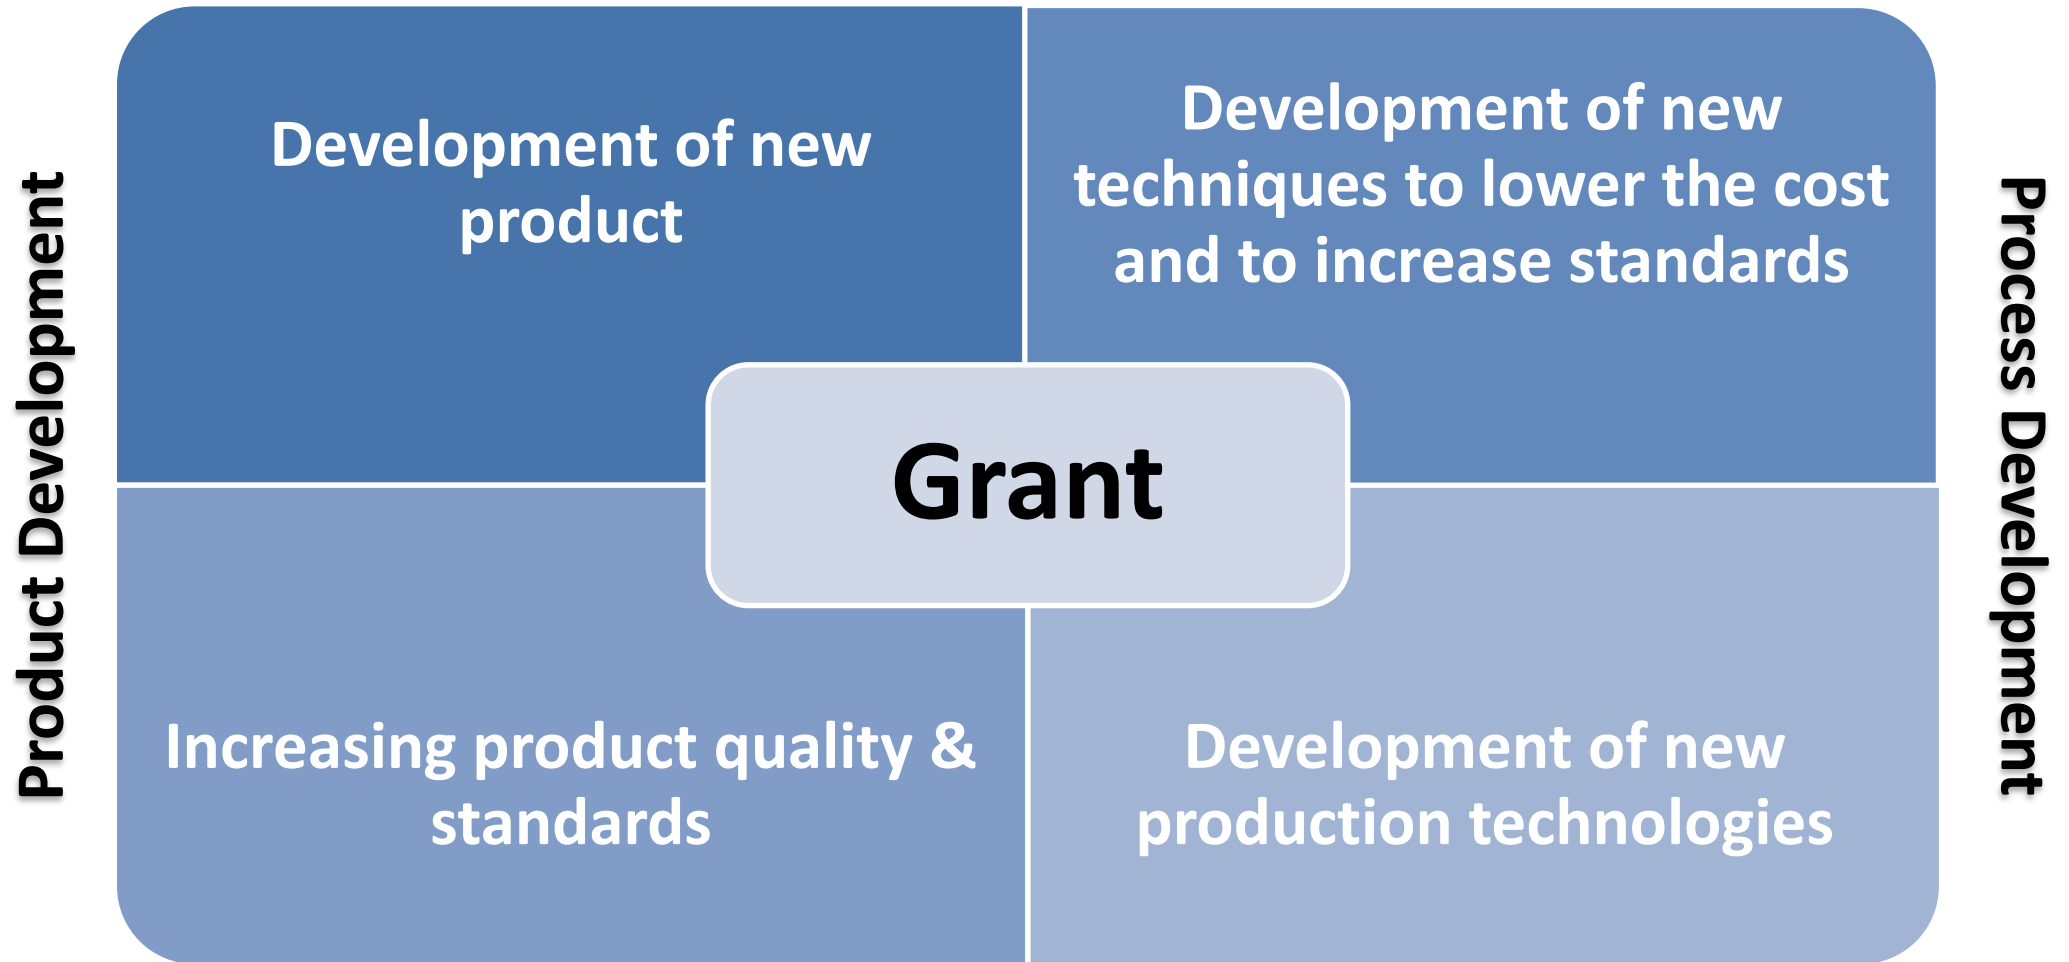 Product Development
Development of new
product
Development of new
techniques to lower the cost
and to increase standards
Process Development
Grant
Increasing product quality &
standards
Development of new
production technologies